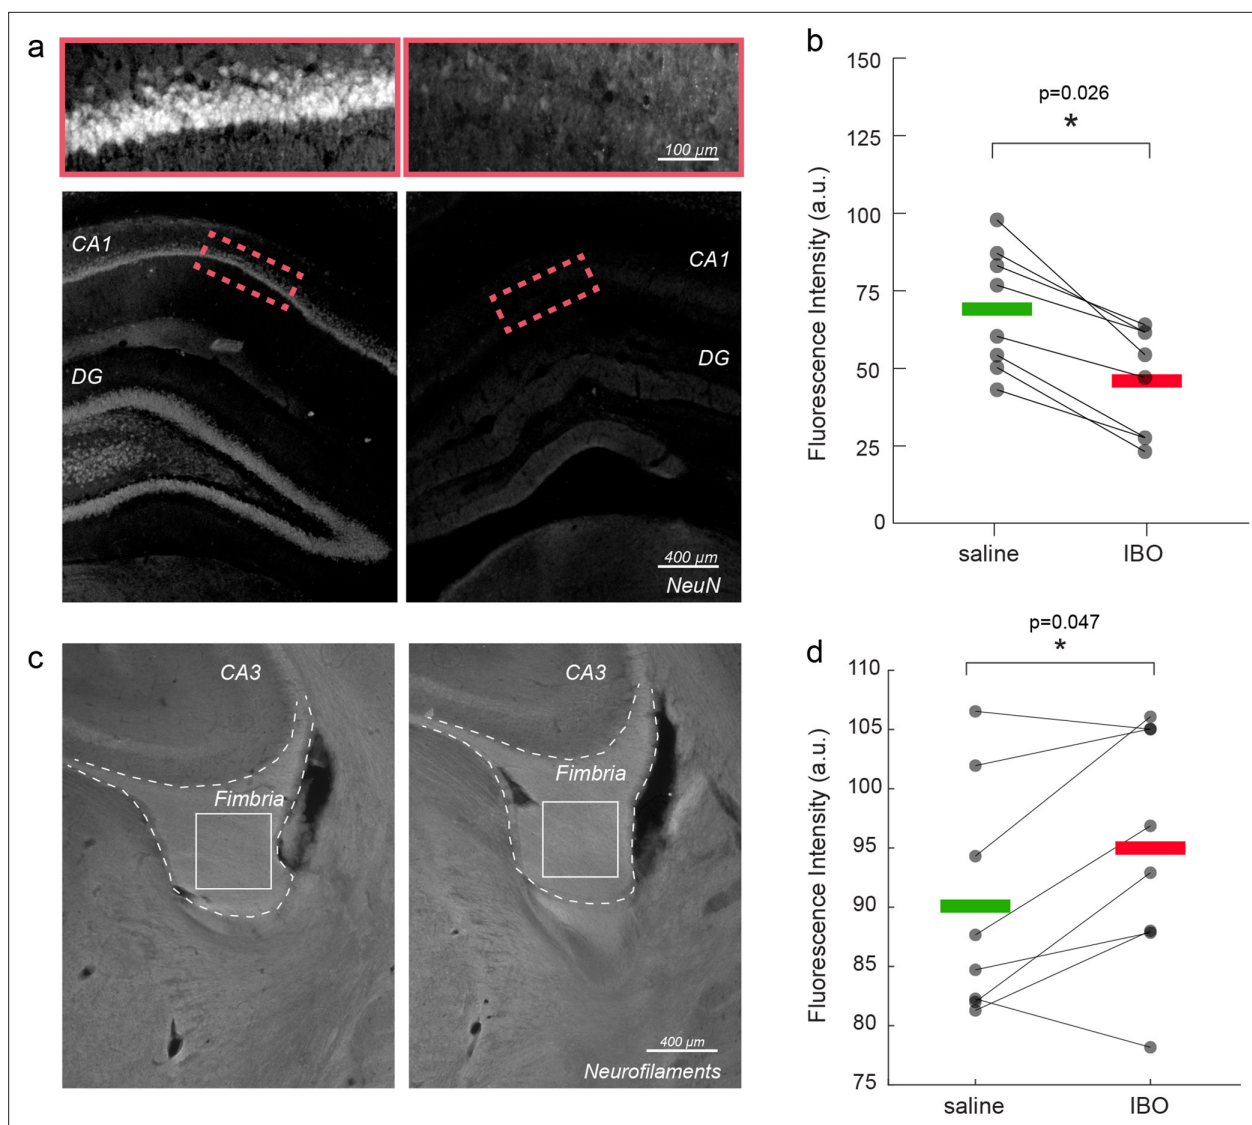 a
100 µm
CA1
DG
CA1
DG
400 µm
NeuN
b
p=0.026
*
Fluorescence Intensity (a.u.)
150
125
100
75
50
25
0
saline
IBO
c
CA3
Fimbria
CA3
Fimbria
400 µm
Neurofilaments
d
p=0.047
*
Fluorescence Intensity (a.u.)
110
105
100
95
90
85
80
75
saline
IBO